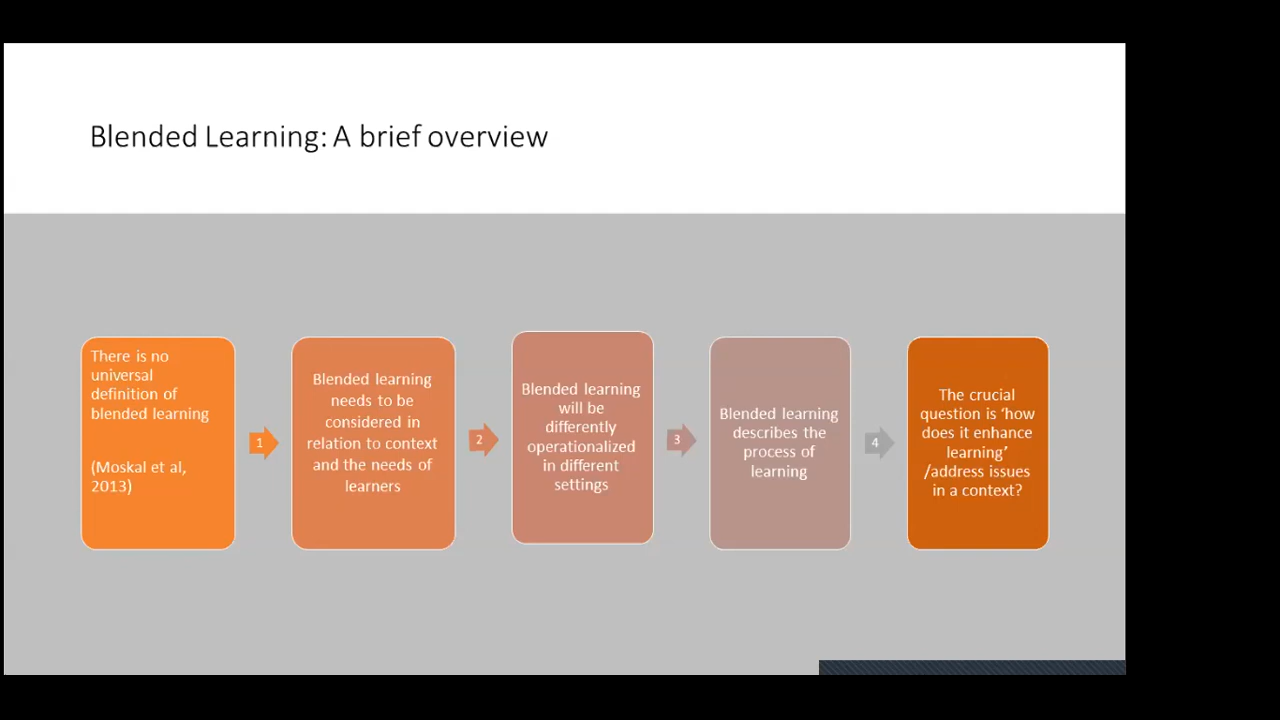 Blended Learning: A brief overview
There is no
universal
definition of
blended learning
(Moskal et al,
2013)
1
Blended learning
needs to be
considered in
relation to context
and the needs of
learners
2
Blended learning
will be
differently
operationalized
in different
settings
3
Blended learning
describes the
process of
learning
4
The crucial
question is ‘how
does it enhance
learning’
/address issues
in a context?